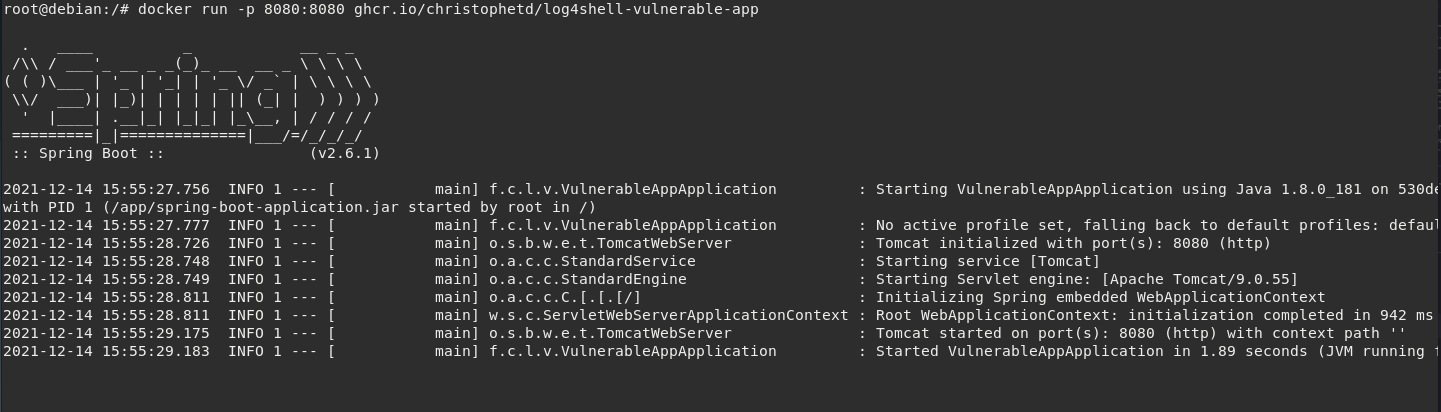 root@debian:/# docker run -p 8080:8080 ghcr.io/christophetd/log4shell-vulnerable-app

  .   ____          _            __ _ _
 /\\ / ___'_ __ _ _(_)_ __  __ _ \ \ \ \
( ( )\___ | '_ | '_| | '_ \/ _` | \ \ \ \
 \\/  ___)| |_)| | | | | || (_| |  ) ) ) )
  '  |____| .__|_| |_|_| |_\__, | / / / /
 =========|_|==============|___/=/_/_/_/
 :: Spring Boot ::                (v2.6.1)

2021-12-14 15:55:27.756  INFO 1 --- [           main] f.c.l.v.VulnerableAppApplication         : Starting VulnerableAppApplication using Java 1.8.0_181 on 530de
with PID 1 (/app/spring-boot-application.jar started by root in /)
2021-12-14 15:55:27.777  INFO 1 --- [           main] f.c.l.v.VulnerableAppApplication         : No active profile set, falling back to default profiles: defaul
2021-12-14 15:55:28.726  INFO 1 --- [           main] o.s.b.w.e.t.TomcatWebServer              : Tomcat initialized with port(s): 8080 (http)
2021-12-14 15:55:28.748  INFO 1 --- [           main] o.a.c.c.StandardService                  : Starting service [Tomcat]
2021-12-14 15:55:28.749  INFO 1 --- [           main] o.a.c.c.StandardEngine                   : Starting Servlet engine: [Apache Tomcat/9.0.55]
2021-12-14 15:55:28.811  INFO 1 --- [           main] o.a.c.c.C.[.[.[/]                        : Initializing Spring embedded WebApplicationContext
2021-12-14 15:55:28.811  INFO 1 --- [           main] w.s.c.ServletWebServerApplicationContext : Root WebApplicationContext: initialization completed in 942 ms
2021-12-14 15:55:29.175  INFO 1 --- [           main] o.s.b.w.e.t.TomcatWebServer              : Tomcat started on port(s): 8080 (http) with context path ''
2021-12-14 15:55:29.183  INFO 1 --- [           main] f.c.l.v.VulnerableAppApplication         : Started VulnerableAppApplication in 1.89 seconds (JVM running